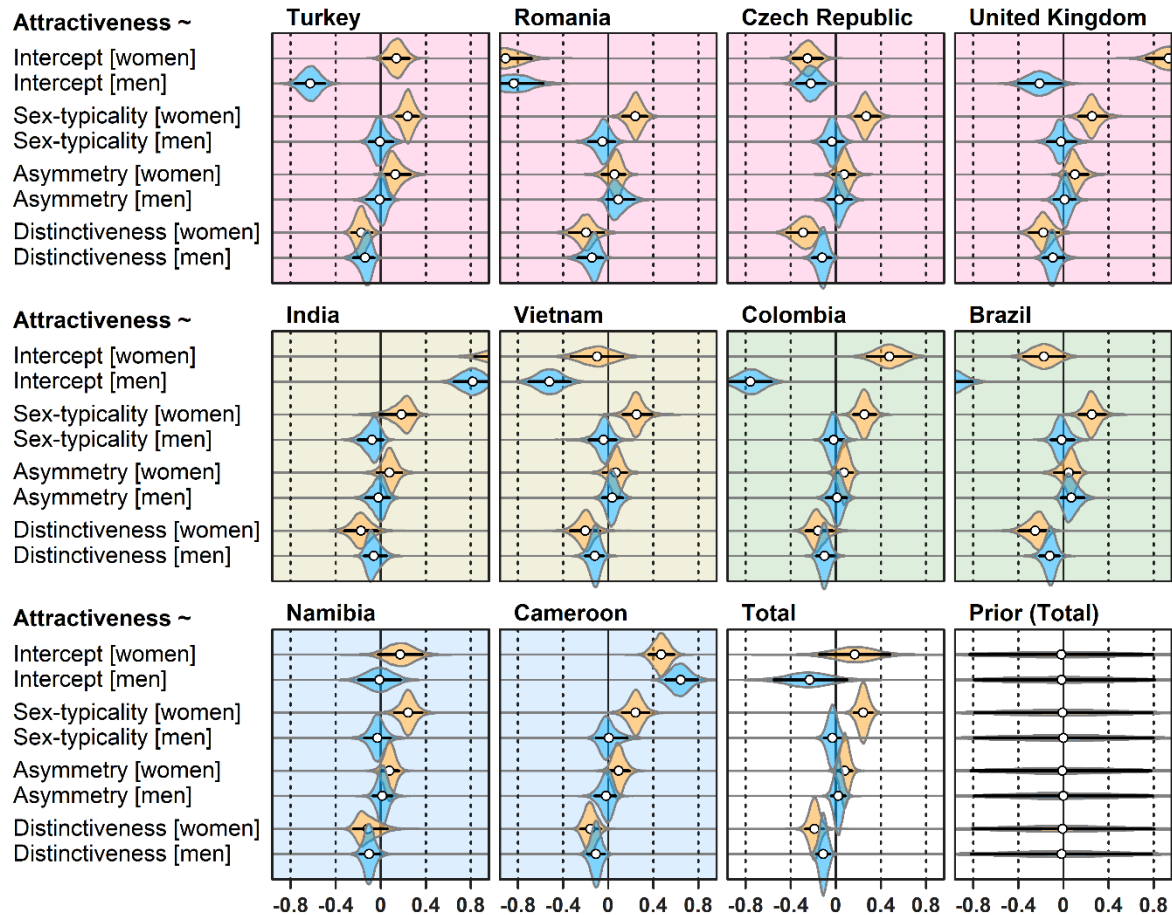 Attractiveness ~ Turkey Romania Czech Republic United Kingdom
Intercept [women]
Intercept [men]
Sex-typicality [women]
Sex-typicality [men]
Asymmetry [women]
Asymmetry [men]
Distinctiveness [women]
Distinctiveness [men]
Attractiveness ~ India Vietnam Colombia Brazil
Intercept [women]
Intercept [men]
Sex-typicality [women]
Sex-typicality [men]
Asymmetry [women]
Asymmetry [men]
Distinctiveness [women]
Distinctiveness [men]
Attractiveness ~ Namibia Cameroon Total Prior (Total)
Intercept [women]
Intercept [men]
Sex-typicality [women]
Sex-typicality [men]
Asymmetry [women]
Asymmetry [men]
Distinctiveness [women]
Distinctiveness [men]
-0.8 -0.4 0 0.4 0.8 -0.8 -0.4 0 0.4 0.8 -0.8 -0.4 0 0.4 0.8 -0.8 -0.4 0 0.4 0.8